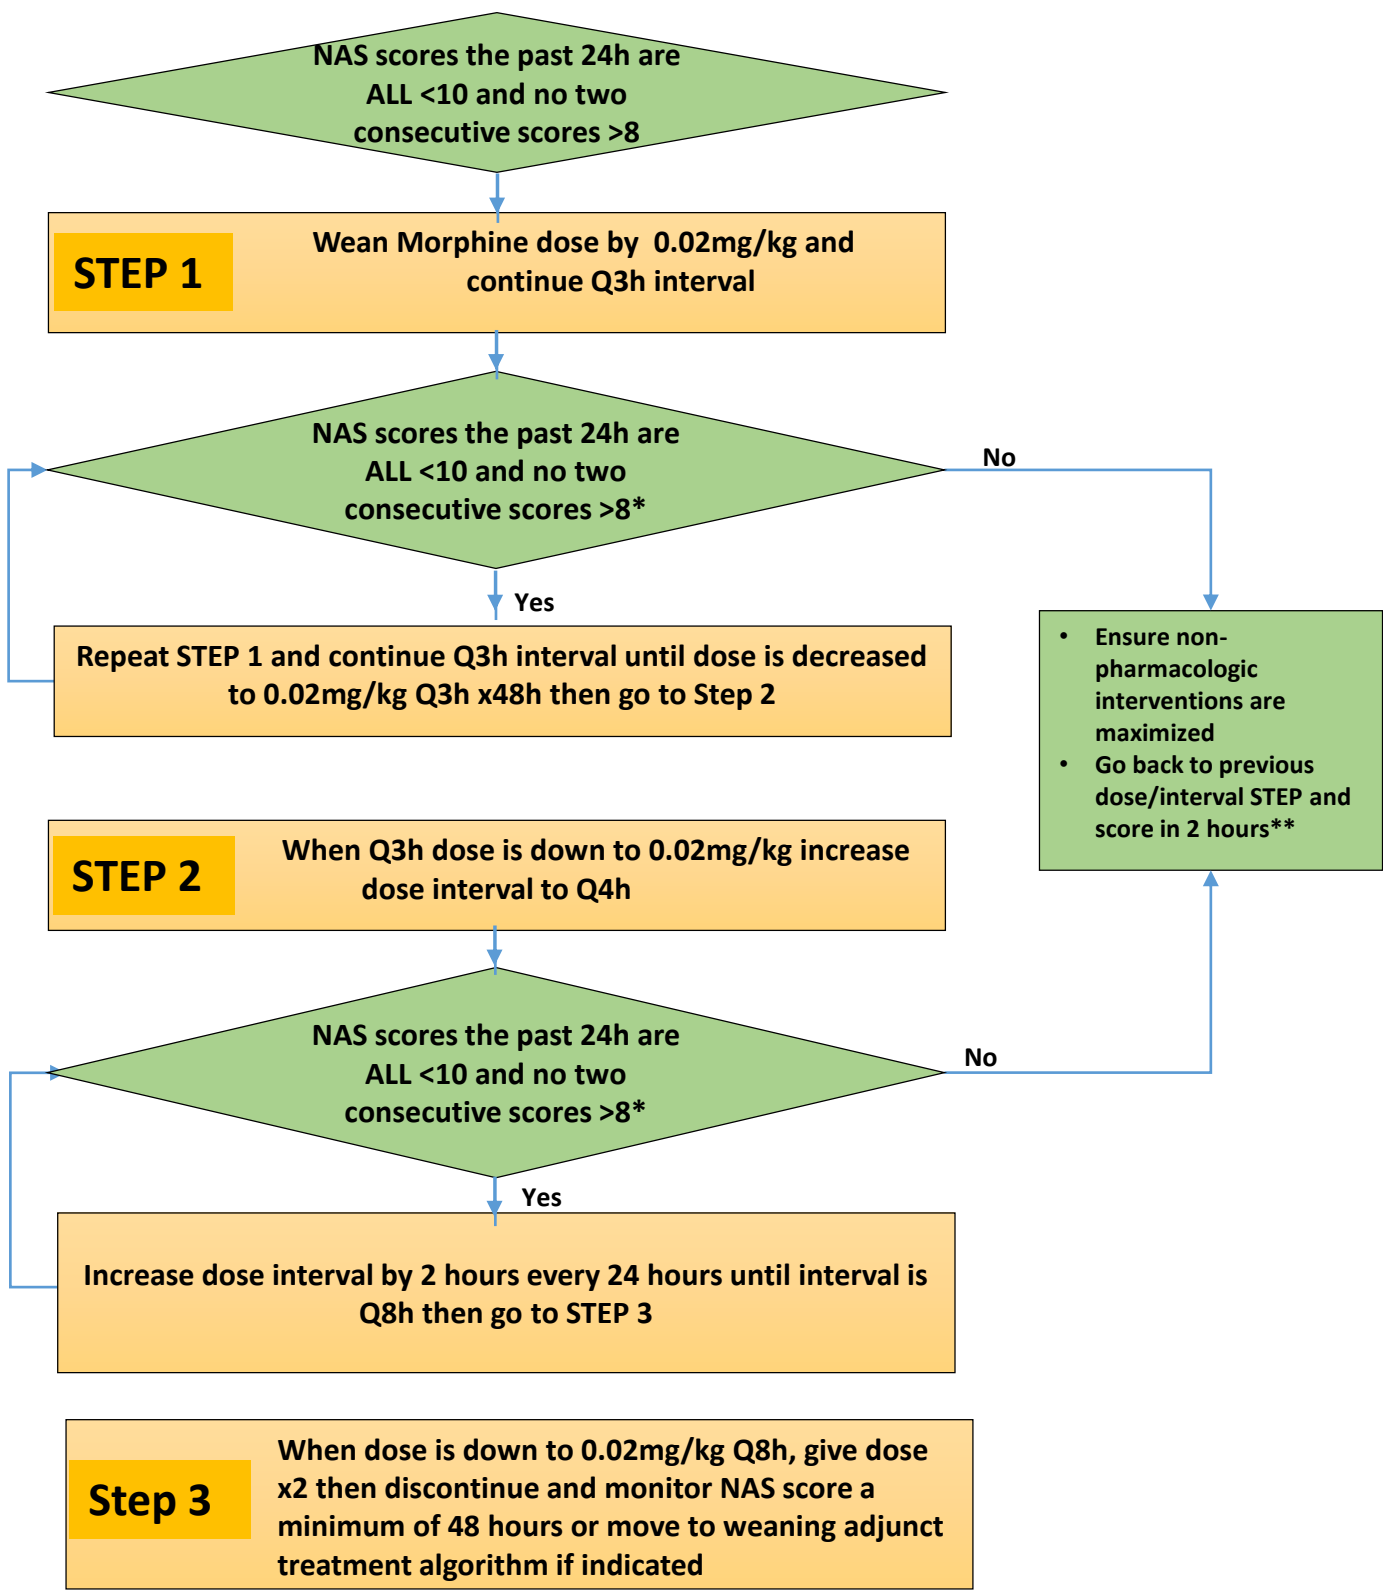 NAS scores the past 24h are
ALL <10 and no two
consecutive scores >8
STEP 1
Wean Morphine dose by 0.02mg/kg and
continue Q3h interval
NAS scores the past 24h are
ALL <10 and no two
consecutive scores >8*
No
Yes
Repeat STEP 1 and continue Q3h interval until dose is decreased
to 0.02mg/kg Q3h x48h then go to Step 2
• Ensure non-
pharmacologic
interventions are
maximized
• Go back to previous
dose/interval STEP and
score in 2 hours**
STEP 2
When Q3h dose is down to 0.02mg/kg increase
dose interval to Q4h
NAS scores the past 24h are
ALL <10 and no two
consecutive scores >8*
No
Yes
Increase dose interval by 2 hours every 24 hours until interval is
Q8h then go to STEP 3
Step 3
When dose is down to 0.02mg/kg Q8h, give dose
x2 then discontinue and monitor NAS score a
minimum of 48 hours or move to weaning adjunct
treatment algorithm if indicated